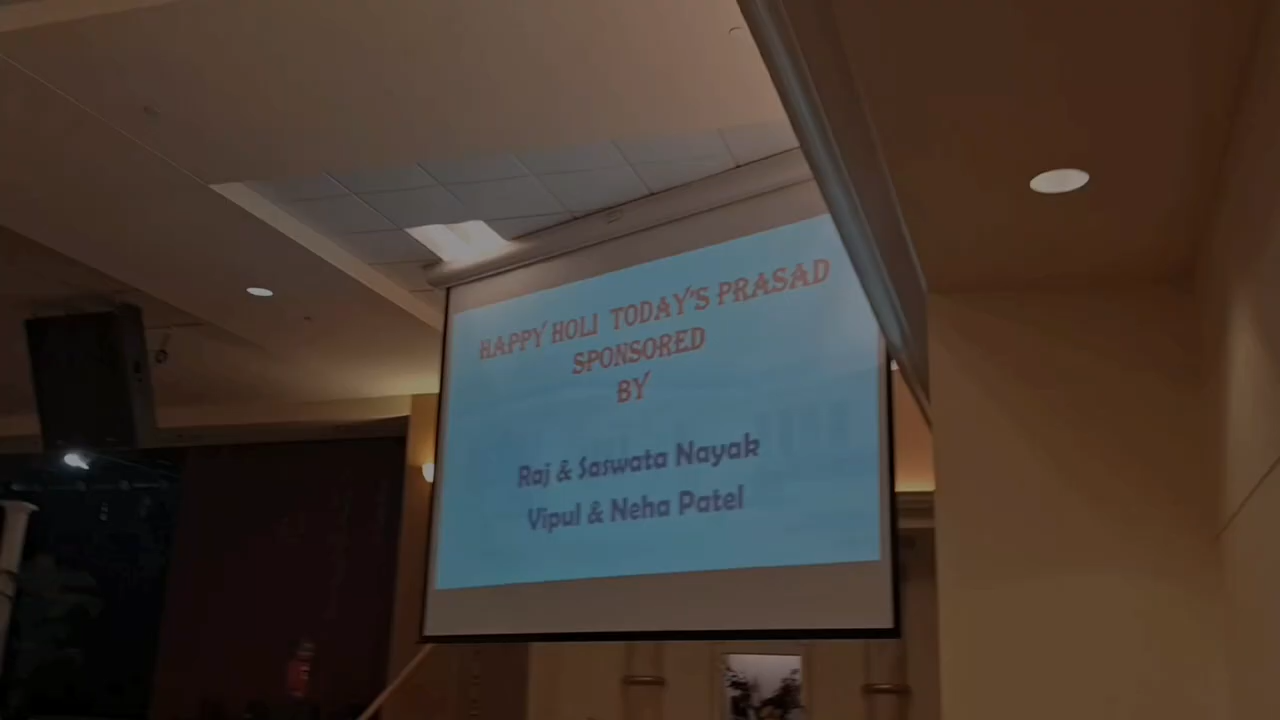 HAPPY HOLI TODAY'S PRASAD
SPONSORED
BY
Raj & Saswata Nayak
Vipul & Neha Patel